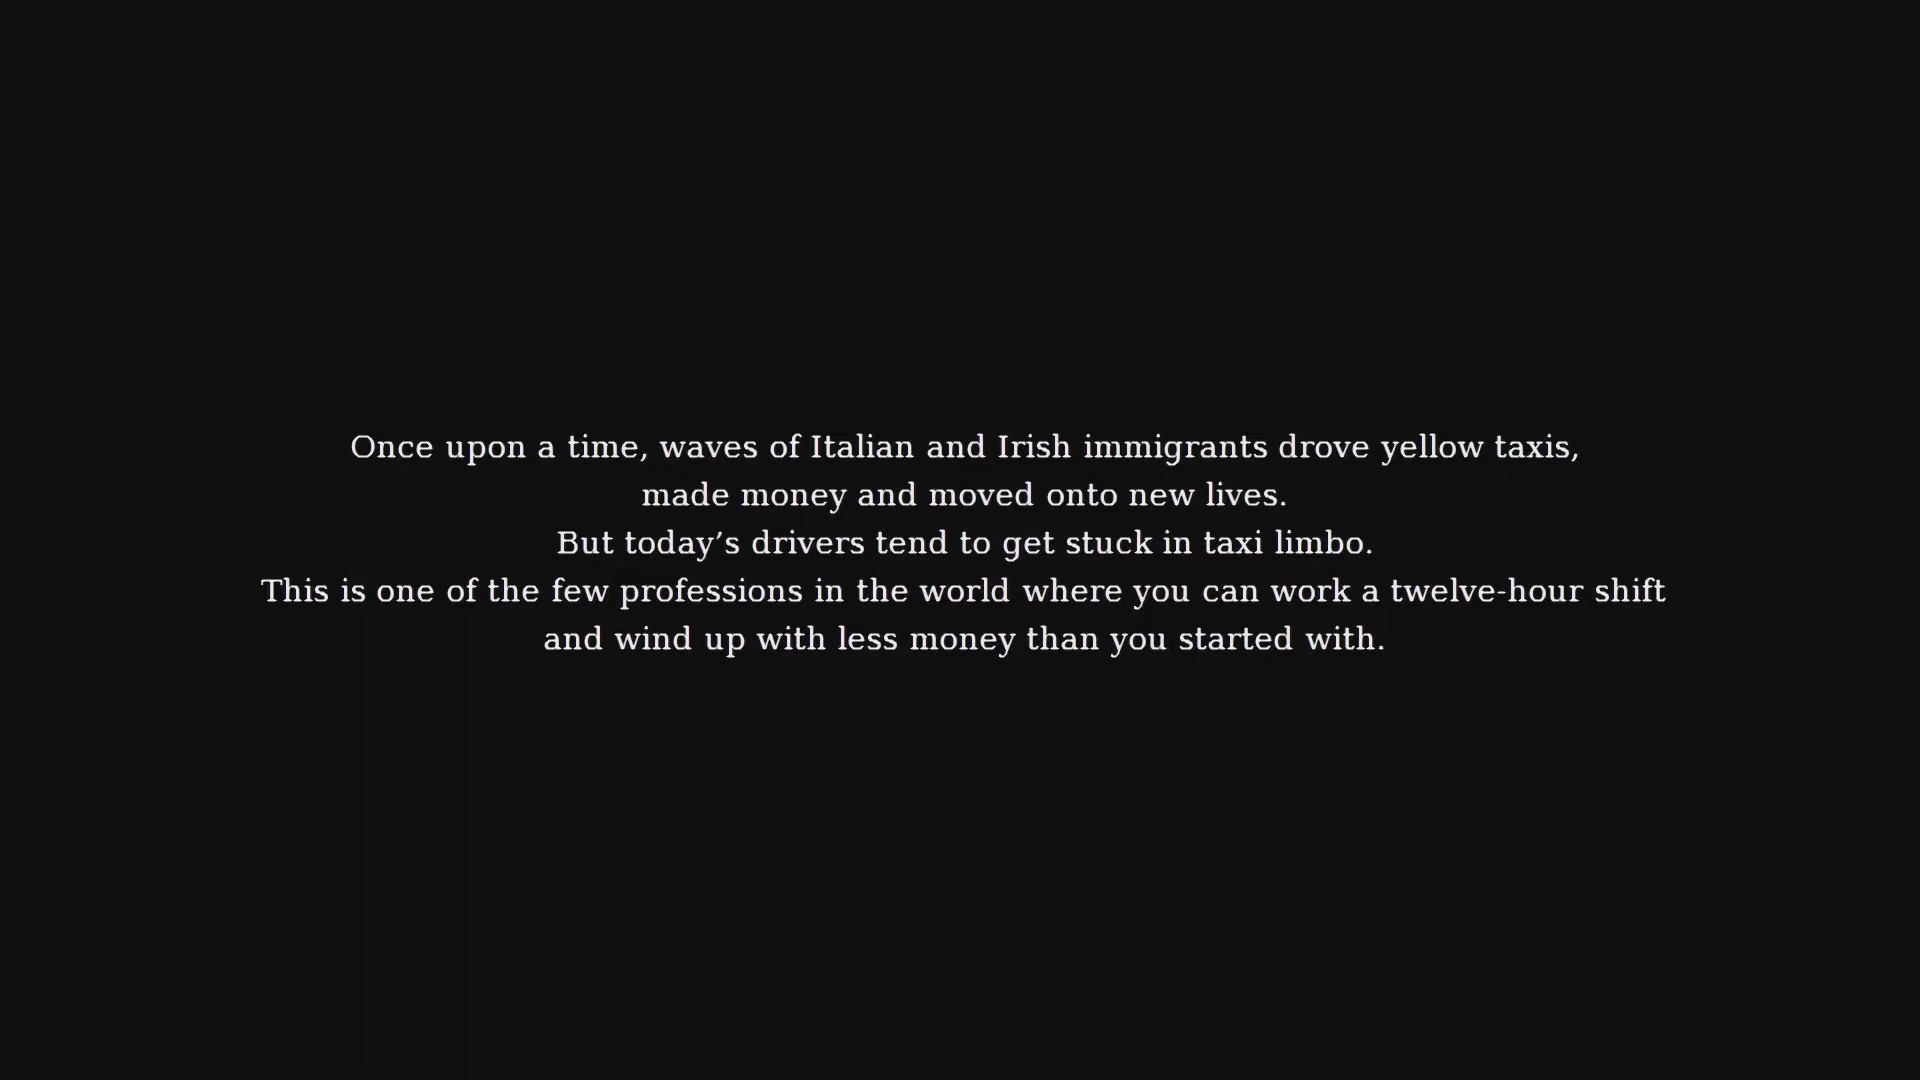 Once upon a time, waves of Italian and Irish immigrants drove yellow taxis,
made money and moved onto new lives.
But today’s drivers tend to get stuck in taxi limbo.
This is one of the few professions in the world where you can work a twelve-hour shift
and wind up with less money than you started with.